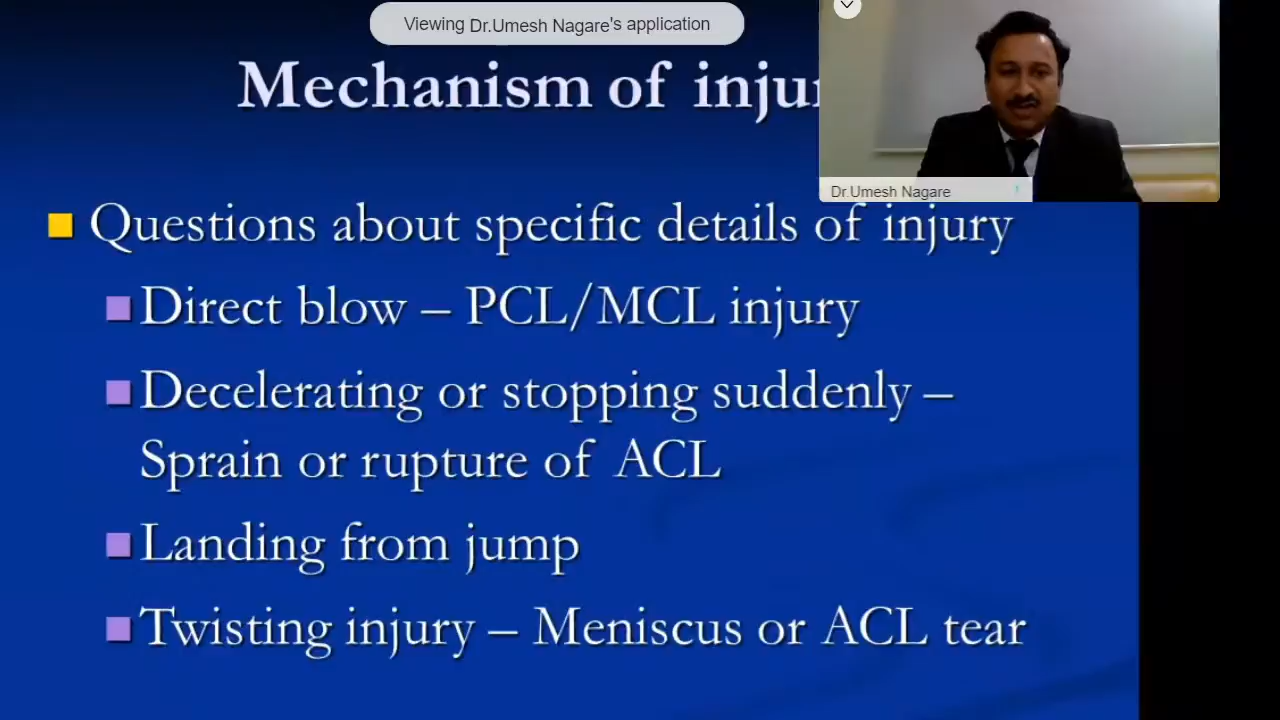 Viewing Dr.Umesh Nagare's application
Mechanism of
Dr.Umesh Nagare
Questions about specific details of injury
Direct blow – PCL/MCL injury
Decelerating or stopping suddenly –
Sprain or rupture of ACL
Landing from jump
Twisting injury – Meniscus or ACL tear